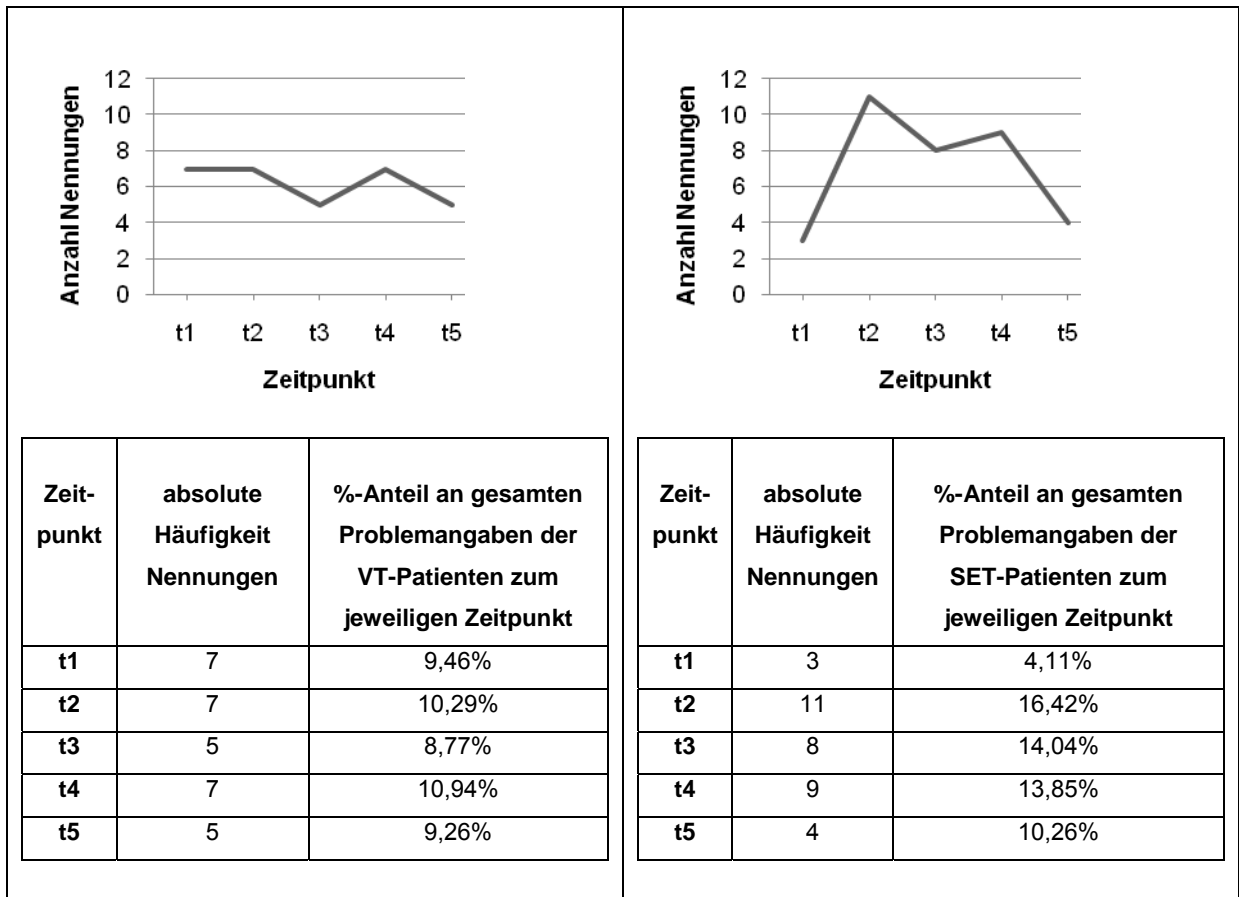 Anzahl Nennungen
12
10
8
6
4
2
0
t1 t2 t3 t4 t5
Zeitpunkt
Zeit-
punkt
absolute
Häufigkeit
Nennungen
%-Anteil an gesamten
Problemangaben der
VT-Patienten zum
jeweiligen Zeitpunkt
t1 7 9,46%
t2 7 10,29%
t3 5 8,77%
t4 7 10,94%
t5 5 9,26%
Anzahl Nennungen
12
10
8
6
4
2
0
t1 t2 t3 t4 t5
Zeitpunkt
Zeit-
punkt
absolute
Häufigkeit
Nennungen
%-Anteil an gesamten
Problemangaben der
SET-Patienten zum
jeweiligen Zeitpunkt
t1 3 4,11%
t2 11 16,42%
t3 8 14,04%
t4 9 13,85%
t5 4 10,26%